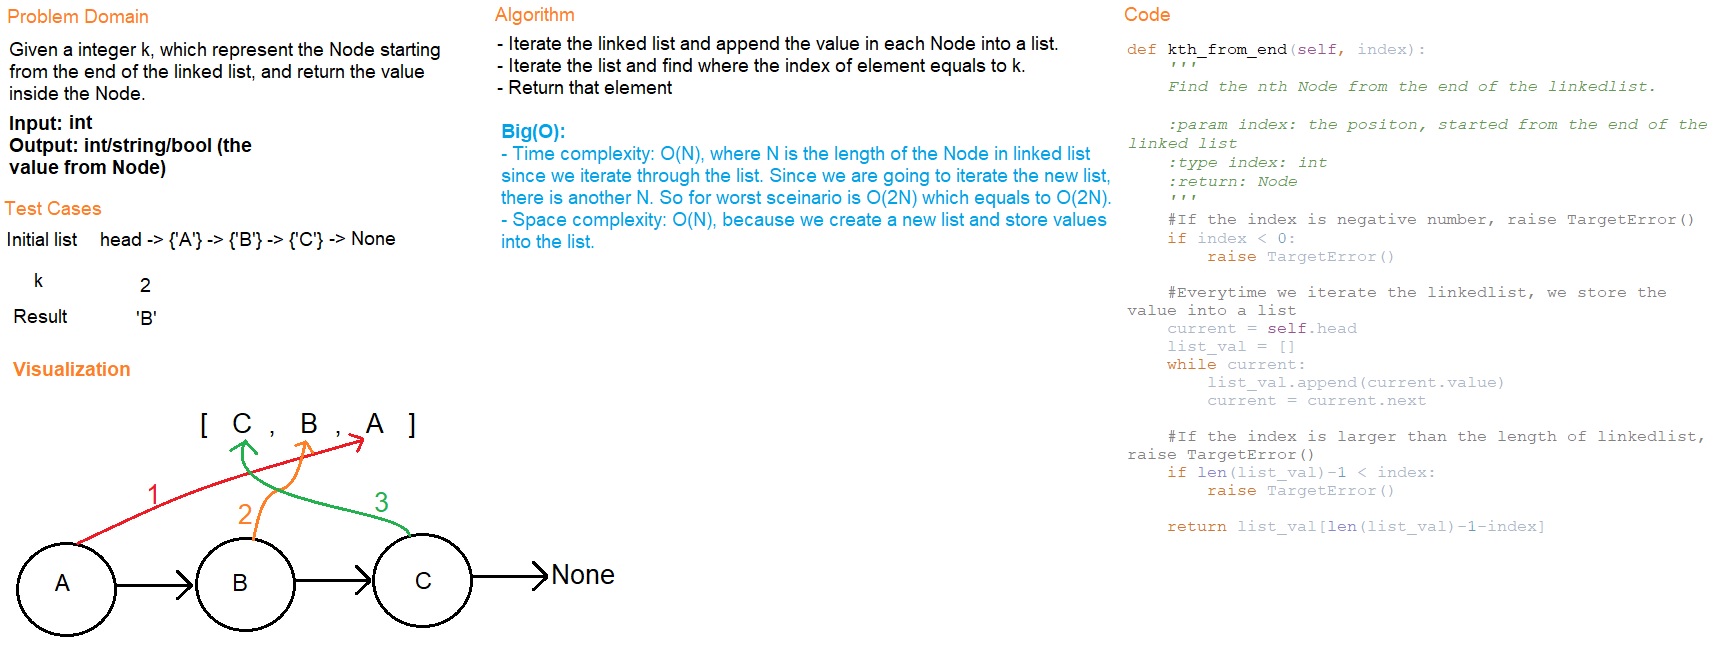 Problem Domain
Given a integer k, which represent the Node starting
from the end of the linked list, and return the value
inside the Node.
Input: int
Output: int/string/bool (the
value from Node)
Test Cases
Initial list head -> {'A'} -> {'B'} -> {'C'} -> None
k 2
Result 'B'
Visualization
[ C , B , A ]
1
2
3
A
B
C
None
Algorithm
- Iterate the linked list and append the value in each Node into a list.
- Iterate the list and find where the index of element equals to k.
- Return that element
Big(O):
- Time complexity: O(N), where N is the length of the Node in linked list
since we iterate through the list. Since we are going to iterate the new list,
there is another N. So for worst sceinario is O(2N) which equals to O(2N).
- Space complexity: O(N), because we create a new list and store values
into the list.
Code
def kth_from_end(self, index):
    '''
    Find the nth Node from the end of the linkedlist.
    :param index: the positon, started from the end of the
linked list
    :type index: int
    :return: Node
    '''
    #If the index is negative number, raise TargetError()
    if index < 0:
        raise TargetError()
    #Everytime we iterate the linkedlist, we store the
value into a list
    current = self.head
    list_val = []
    while current:
        list_val.append(current.value)
        current = current.next
    #If the index is larger than the length of linkedlist,
raise TargetError()
    if len(list_val)-1 < index:
        raise TargetError()
    return list_val[len(list_val)-1-index]